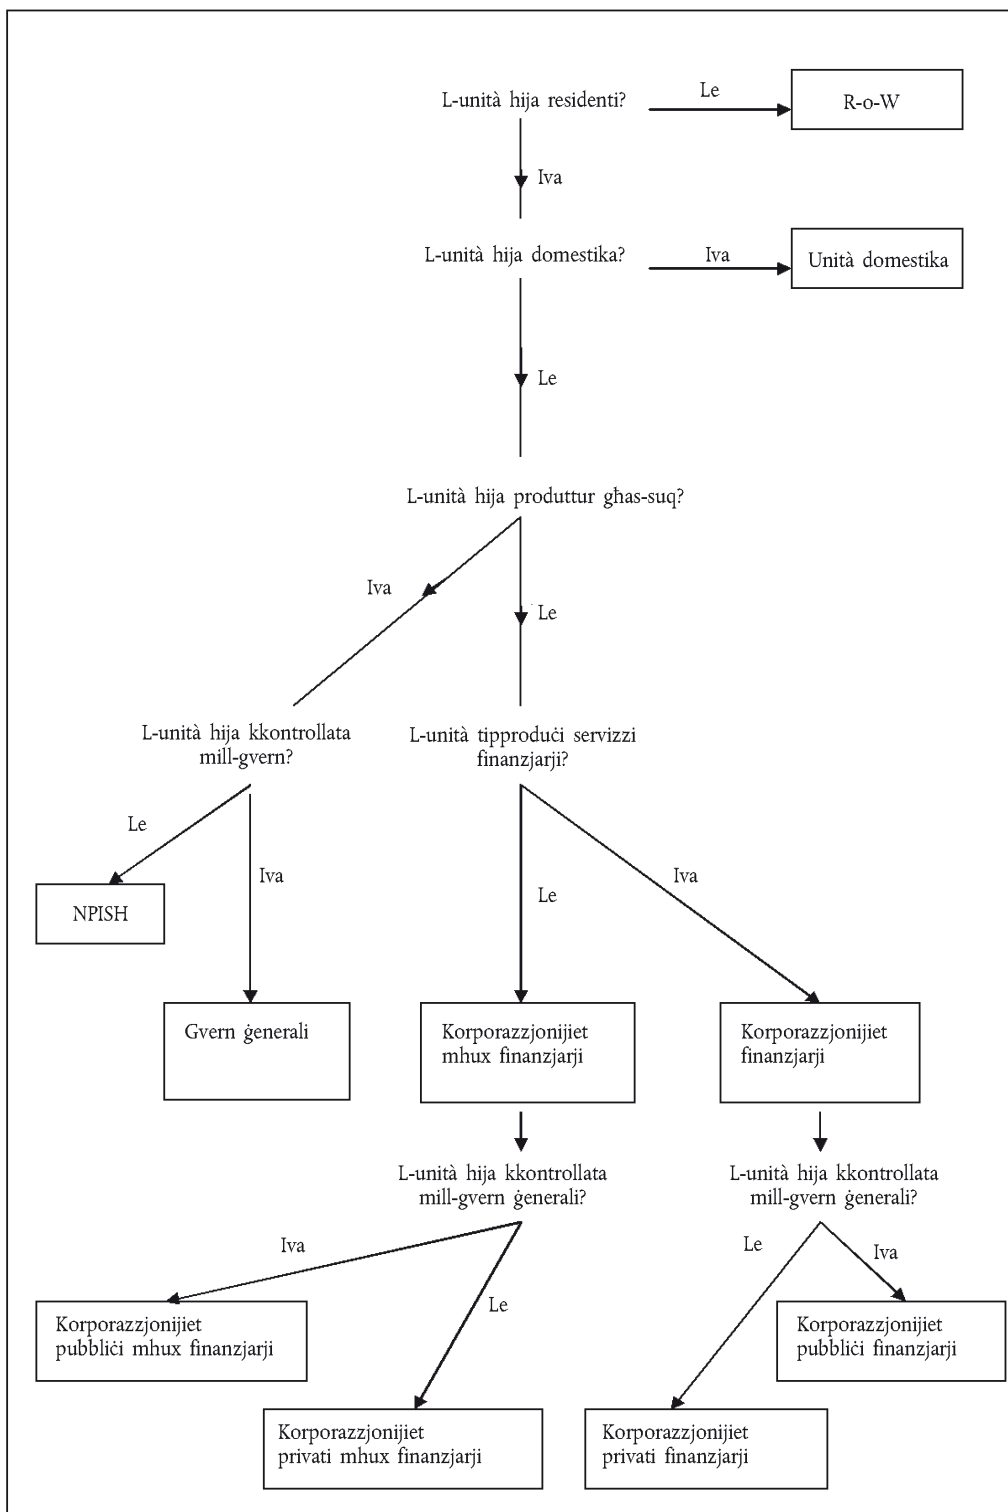 L-unità hija residenti?
Le
R-o-W
Iva
L-unità hija domestika?
Iva
Unità domestika
Le
L-unità hija produttur għas-suq?
Iva
Le
L-unità hija kkontrollata
mill-gvern?
L-unità tipproduċi servizzi
finanzjarji?
Le
Iva
Le
Iva
NPISH
Gvern ġenerali
Korporazzjonijiet
mhux finanzjarji
Korporazzjonijiet
finanzjarji
L-unità hija kkontrollata
mill-gvern ġenerali?
L-unità hija kkontrollata
mill-gvern ġenerali?
Iva
Le
Le
Iva
Korporazzjonijiet
pubbliċi mhux finanzjarji
Korporazzjonijiet
pubbliċi finanzjarji
Korporazzjonijiet
privati mhux finanzjarji
Korporazzjonijiet
privati finanzjarji